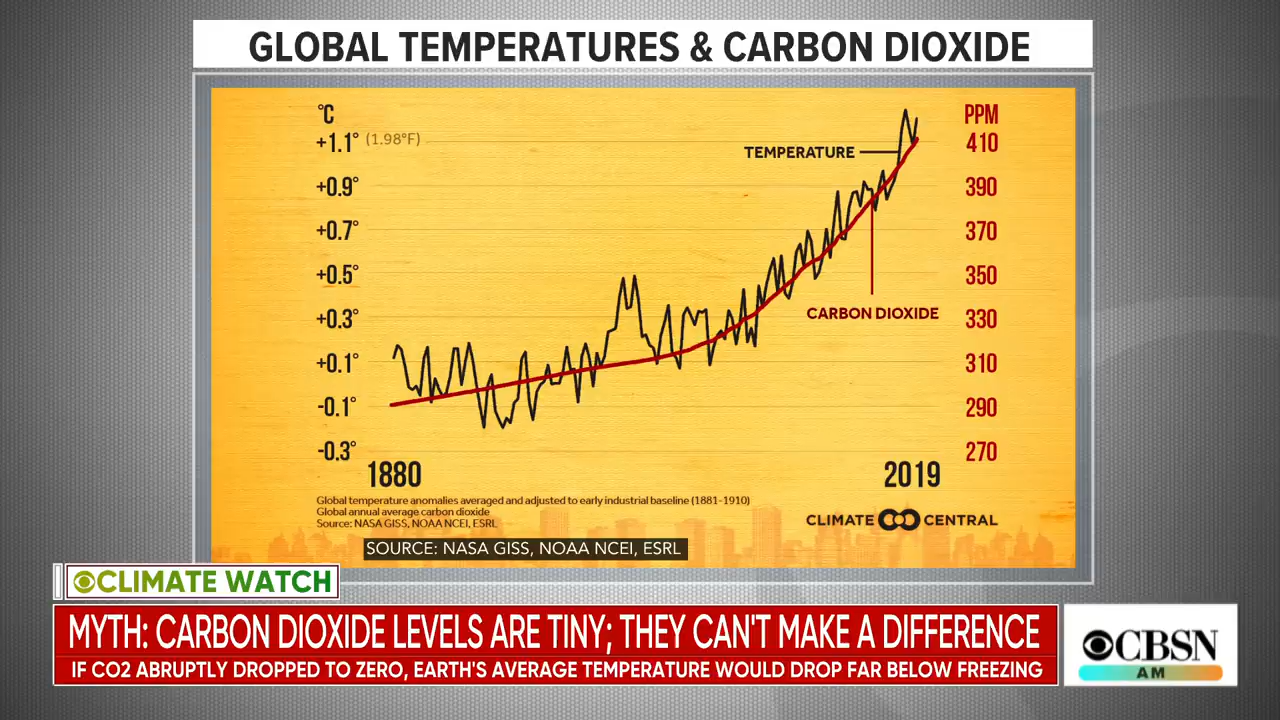 GLOBAL TEMPERATURES & CARBON DIOXIDE
°C
PPM
+1.1° (1.98°F)
410
TEMPERATURE
+0.9°
390
+0.7°
370
+0.5°
350
+0.3°
CARBON DIOXIDE
330
+0.1°
310
-0.1°
290
-0.3°
270
1880
2019
Global temperature anomalies averaged and adjusted to early industrial baseline (1881-1910)
Global annual average carbon dioxide
Source: NASA GISS, NOAA NCEI, ESRL
CLIMATE CENTRAL
SOURCE: NASA GISS, NOAA NCEI, ESRL
CLIMATE WATCH
MYTH: CARBON DIOXIDE LEVELS ARE TINY; THEY CAN'T MAKE A DIFFERENCE
IF CO2 ABRUPTLY DROPPED TO ZERO, EARTH'S AVERAGE TEMPERATURE WOULD DROP FAR BELOW FREEZING
CBSN
AM